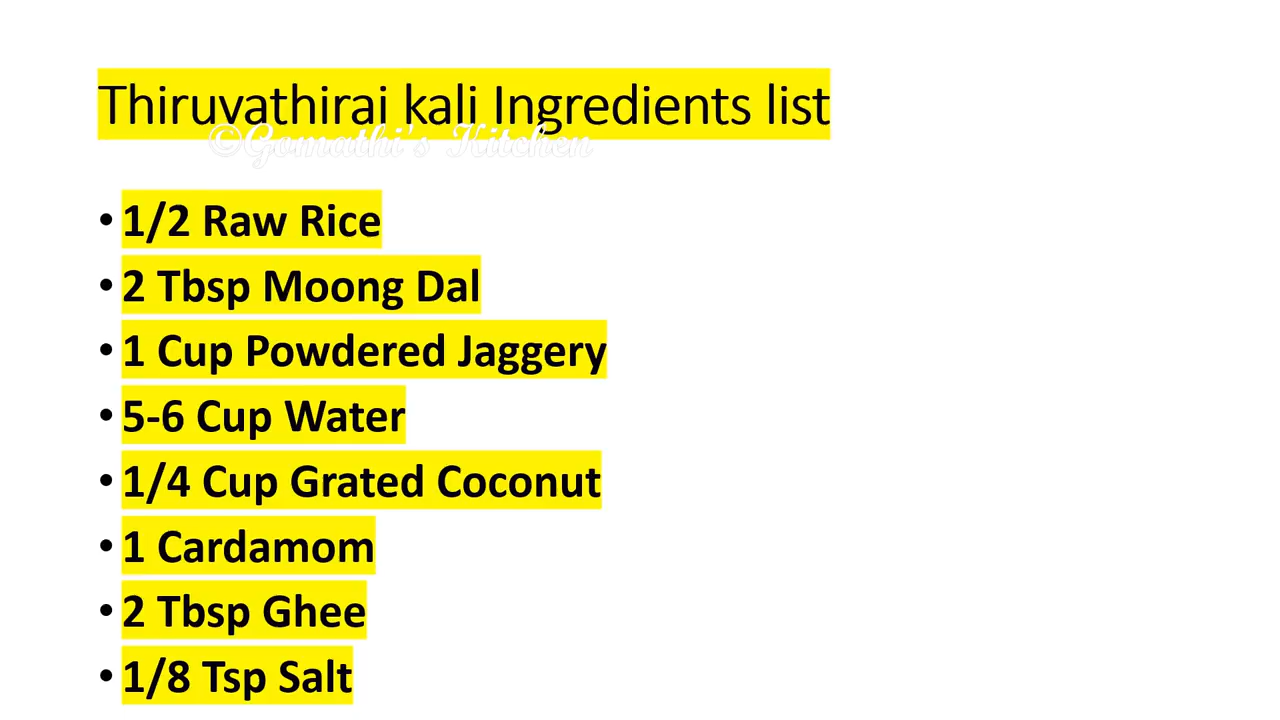 Thiruvathirai kali Ingredients list
©Gomathi's Kitchen
• 1/2 Raw Rice
• 2 Tbsp Moong Dal
• 1 Cup Powdered Jaggery
• 5-6 Cup Water
• 1/4 Cup Grated Coconut
• 1 Cardamom
• 2 Tbsp Ghee
• 1/8 Tsp Salt